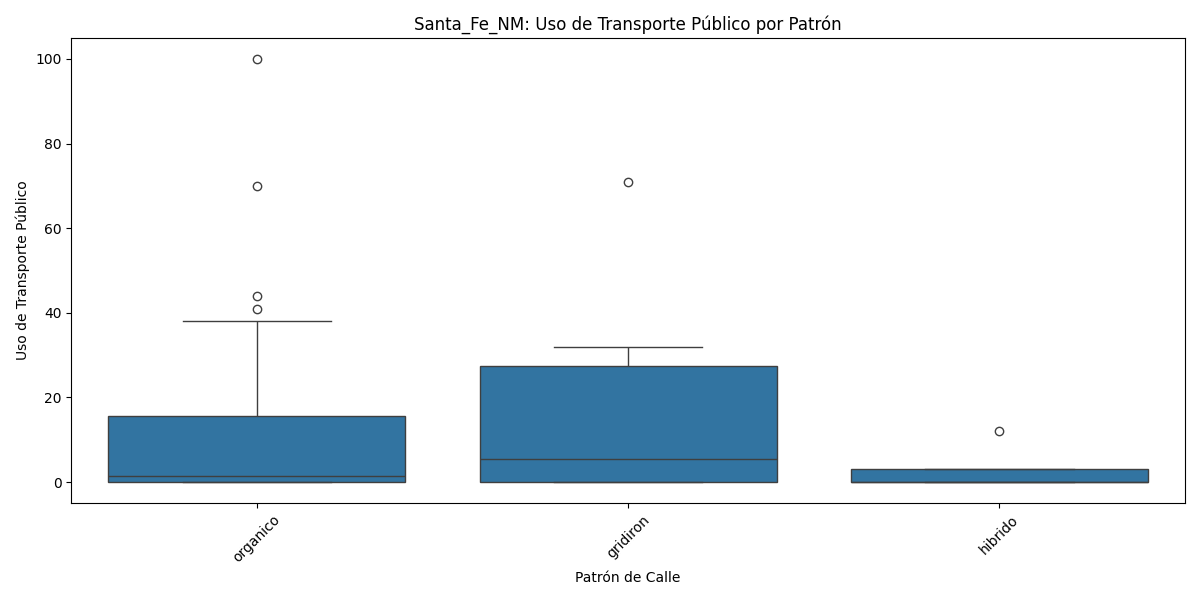 Santa_Fe_NM: Uso de Transporte Público por Patrón
Uso de Transporte Público
100
80
60
40
20
0
organico
gridiron
hibrido
Patrón de Calle